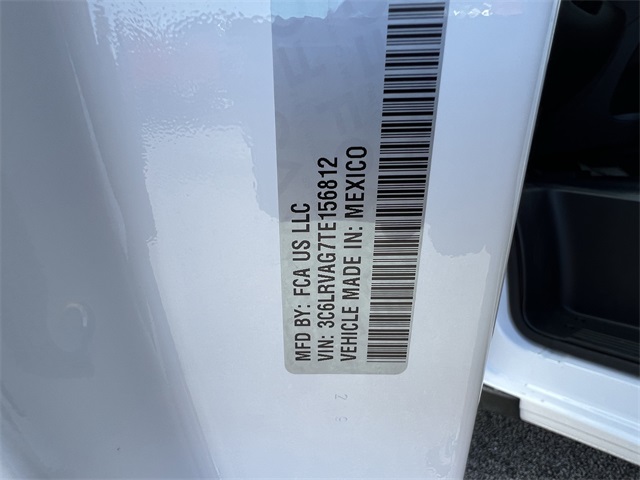 MFD BY: FCA US LLC
VIN: 3C6LRVAG7TE156812
VEHICLE MADE IN: MEXICO